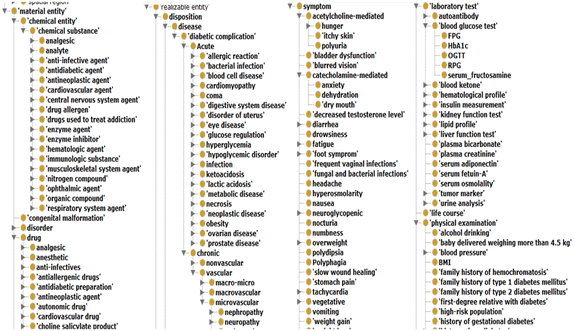 'material entity'
'chemical entity'
'chemical substance'
analgesic
analyte
'anti-infective agent'
'antidiabetic agent'
'antineoplastic agent'
'cardiovascular agent'
'central nervous system agent'
'drug allergen'
'drugs used to treat addiction'
'enzyme agent'
'enzyme inhibitor'
'hematologic agent'
'immunologic substance'
'musculoskeletal system agent'
'nitrogen compound'
'ophthalmic agent'
'organic compound'
'respiratory system agent'
'congenital malformation'
disorder
drug
analgesic
anesthetic
anti-infectives
'antiallergenic drugs'
'antidiabetic preparation'
'antineoplastic agent'
'autonomic drug'
'cardiovascular drug'
'choline salicylate product'
realizable entity'
disposition
disease
'diabetic complication'
Acute
'allergic reaction'
'bacterial infection'
'blood cell disease'
cardiomyopathy
coma
'digestive system disease'
'disorder of uterus'
'eye disease'
'glucose regulation'
hyperglycemia
'hypoglycemic disorder'
infection
ketoacidosis
'lactic acidosis'
'metabolic disease'
necrosis
'neoplastic disease'
obesity
'ovarian disease'
'prostate disease'
chronic
nonvascular
vascular
macro-micro
macrovascular
microvascular
nephropathy
neuropathy
symptom
acetylcholine-mediated
hunger
'itchy skin'
polyuria
'bladder dysfunction'
'blurred vision'
catecholamine-mediated
anxiety
dehydration
'dry mouth'
'decreased testosterone level'
diarrhea
drowsiness
fatigue
'foot symptom'
'frequent vaginal infections'
'fungal and bacterial infections'
headache
hyperosmolarity
nausea
neuroglycopenic
nocturia
numbness
overweight
polydipsia
Polyphagia
'slow wound healing'
'stomach pain'
tachycardia
vegetative
vomiting
'weight gain'
'laboratory test'
autoantibody
'blood glucose test'
FPG
HbA1c
OGTT
RPG
serum_fructosamine
'blood ketone'
'hematological profile'
'insulin measurement'
'kidney function test'
'lipid profile'
'liver function test'
'plasma bicarbonate'
'plasma creatinine'
'serum adiponectin'
'serum fetuin-A'
'serum osmolality'
'tumor marker'
'urine analysis'
'life course'
'physical examination'
'alcohol drinking'
'baby delivered weighing more than 4.5 kg'
'blood pressure'
BMI
'family history of hemochromatosis'
'family history of type 1 diabetes mellitus'
'family history of type 2 diabetes mellitus'
'first-degree relative with diabetes'
'high-risk population'
'history of gestational diabetes'